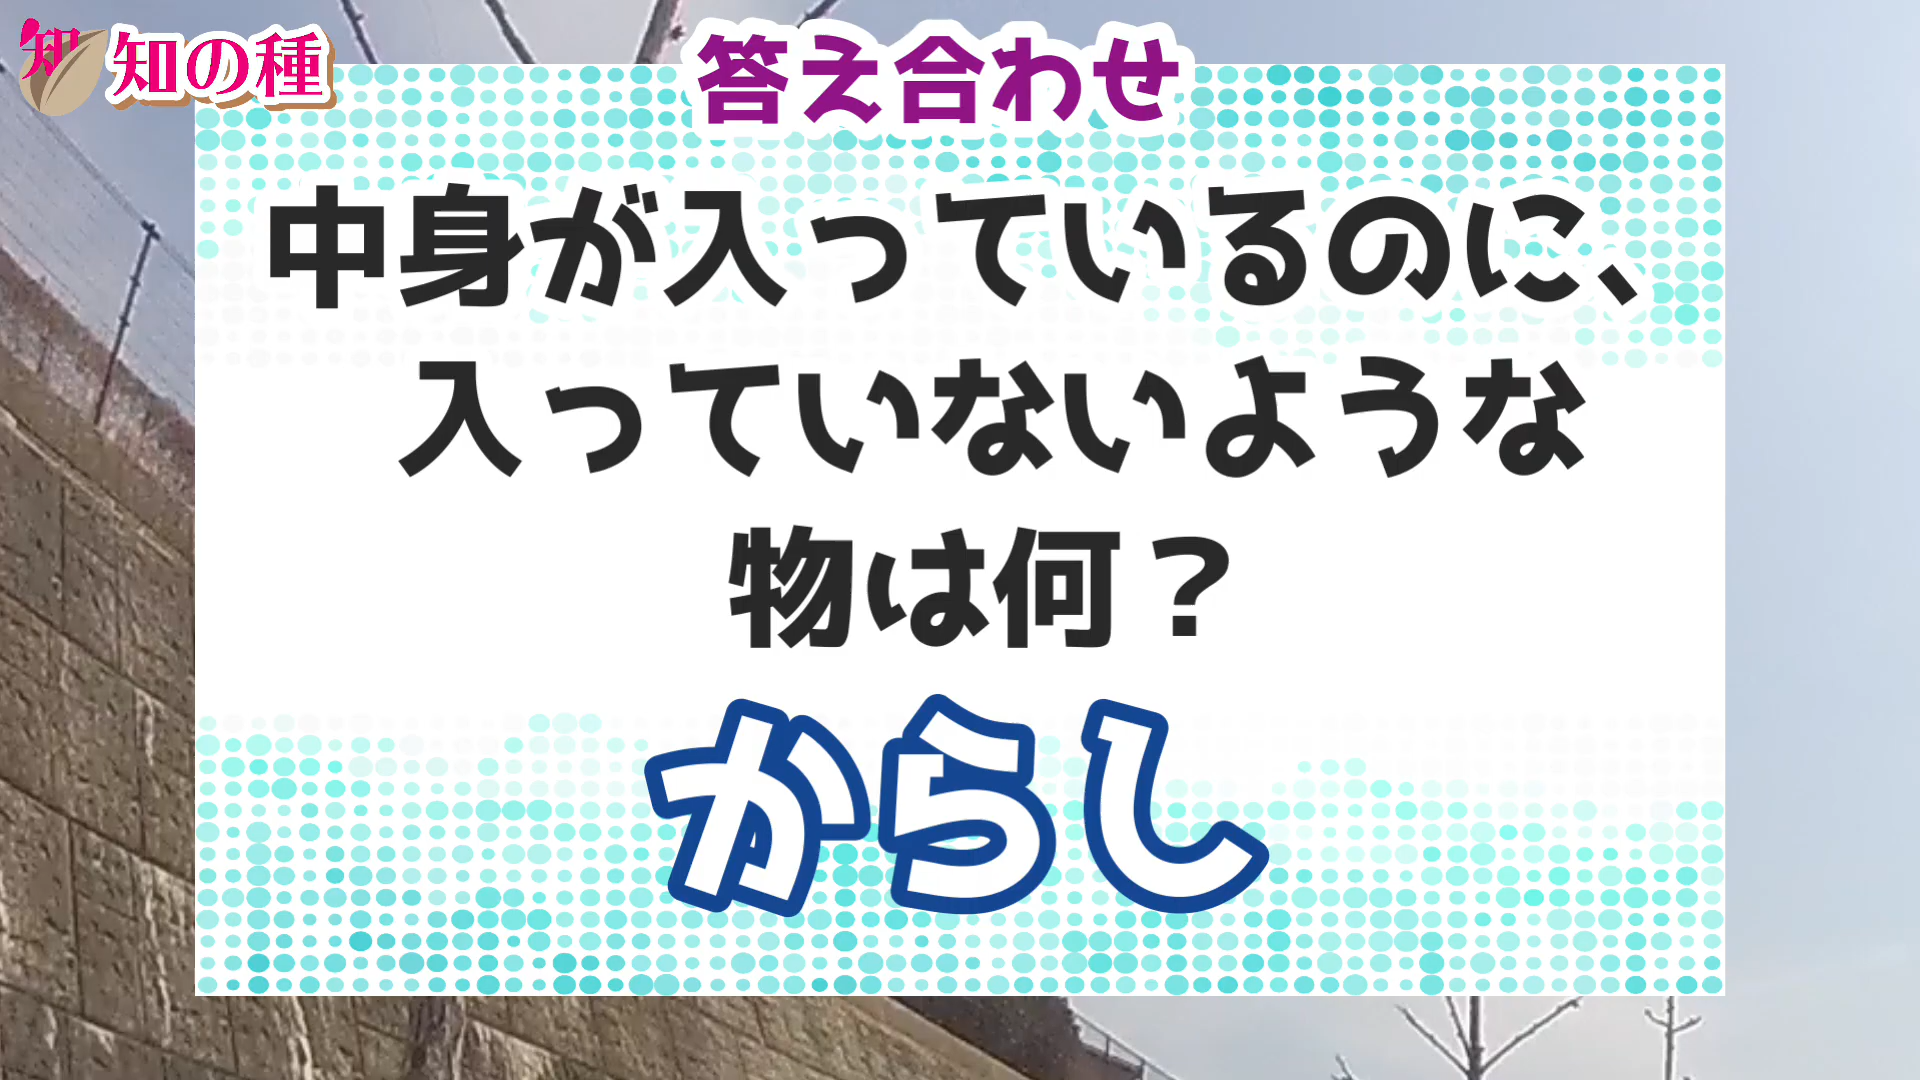 知 知の種
答え合わせ
中身が入っているのに、
入っていないような
物は何？
からし